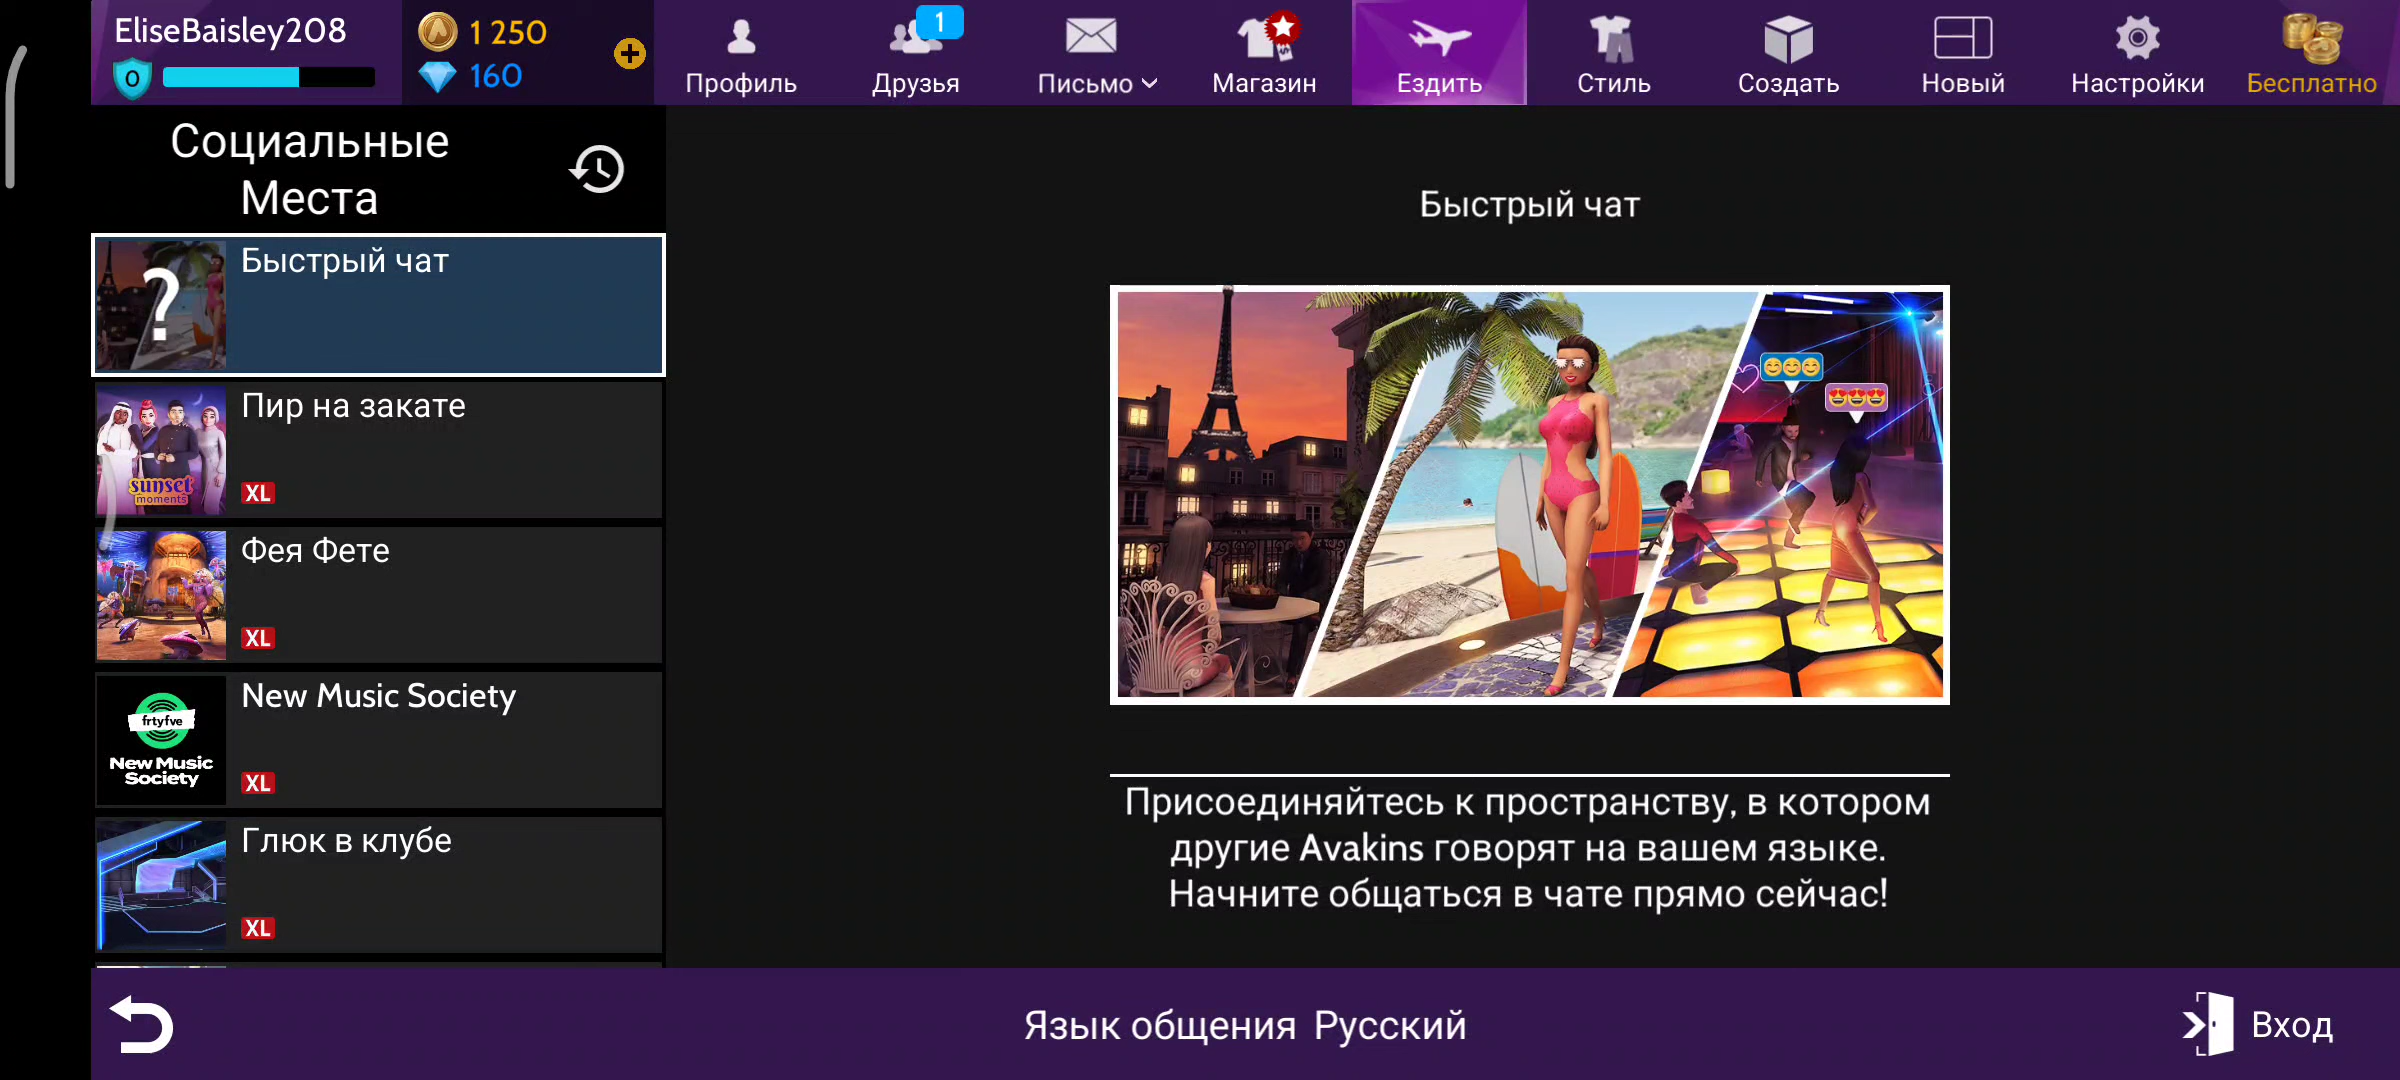 EliseBaisley208
0
1 250
160
Профиль
1
Друзья
Письмо
Магазин
Ездить
Стиль
Создать
Новый
Настройки
Бесплатно
Социальные
Места
Быстрый чат
?
Пир на закате
sunset
moments
XL
Фея Фете
XL
New Music Society
frtyfve
New Music
Society
XL
Глюк в клубе
XL
Быстрый чат
Присоединяйтесь к пространству, в котором
другие Avakins говорят на вашем языке.
Начните общаться в чате прямо сейчас!
Язык общения Русский
Вход